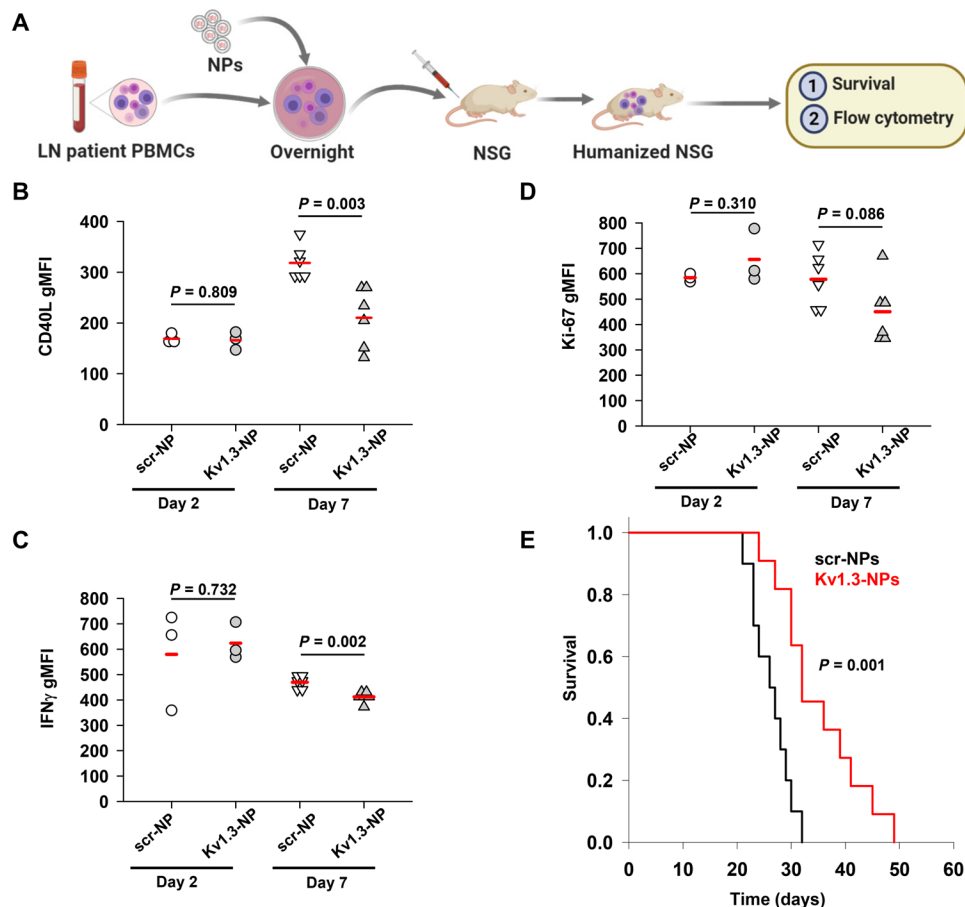 A
NPs
LN patient PBMCs
Overnight
NSG
Humanized NSG
1 Survival
2 Flow cytometry
B
CD40L gMFI
400
300
200
100
0
P = 0.809
P = 0.003
scr-NP
Kv1.3-NP
scr-NP
Kv1.3-NP
Day 2
Day 7
D
Ki-67 gMFI
800
700
600
500
400
300
200
100
0
P = 0.310
P = 0.086
scr-NP
Kv1.3-NP
scr-NP
Kv1.3-NP
Day 2
Day 7
C
IFNγ gMFI
800
700
600
500
400
300
200
100
0
P = 0.732
P = 0.002
scr-NP
Kv1.3-NP
scr-NP
Kv1.3-NP
Day 2
Day 7
E
Survival
1.0
0.8
0.6
0.4
0.2
0.0
scr-NPs
Kv1.3-NPs
P = 0.001
0 10 20 30 40 50 60
Time (days)